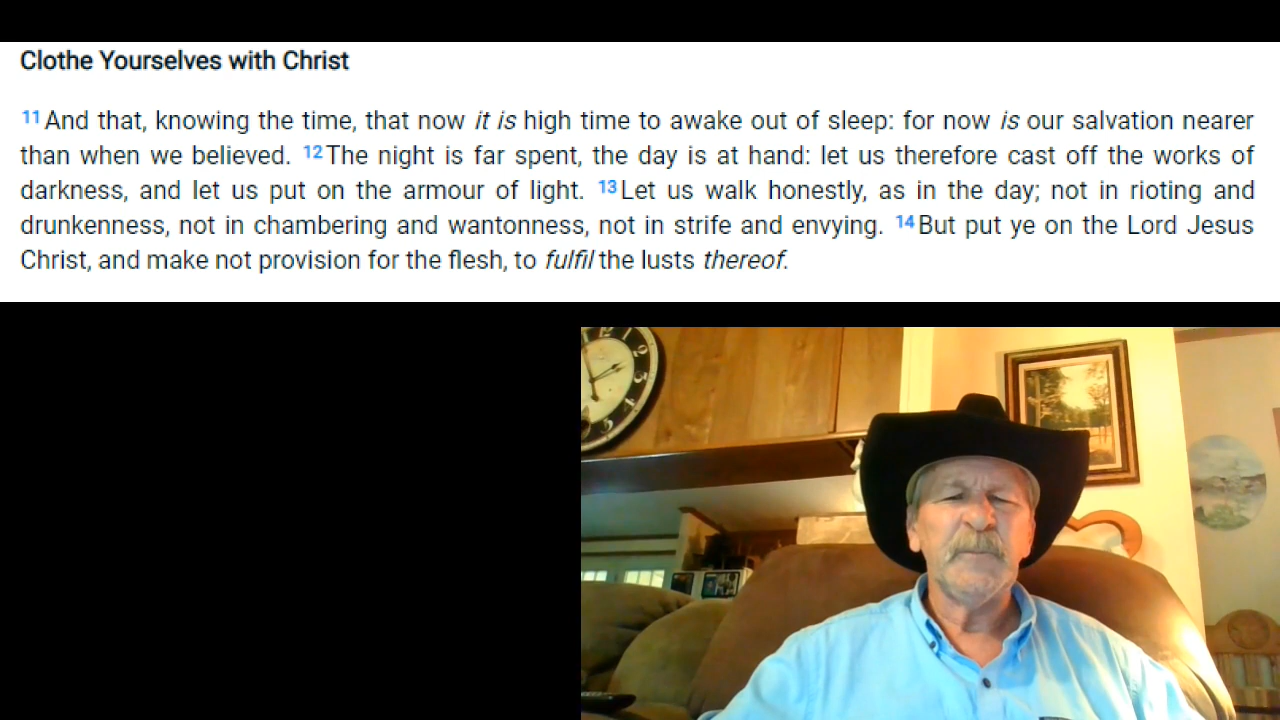 Clothe Yourselves with Christ
11 And that, knowing the time, that now it is high time to awake out of sleep: for now is our salvation nearer
than when we believed. 12 The night is far spent, the day is at hand: let us therefore cast off the works of
darkness, and let us put on the armour of light. 13 Let us walk honestly, as in the day; not in rioting and
drunkenness, not in chambering and wantonness, not in strife and envying. 14 But put ye on the Lord Jesus
Christ, and make not provision for the flesh, to fulfil the lusts thereof.